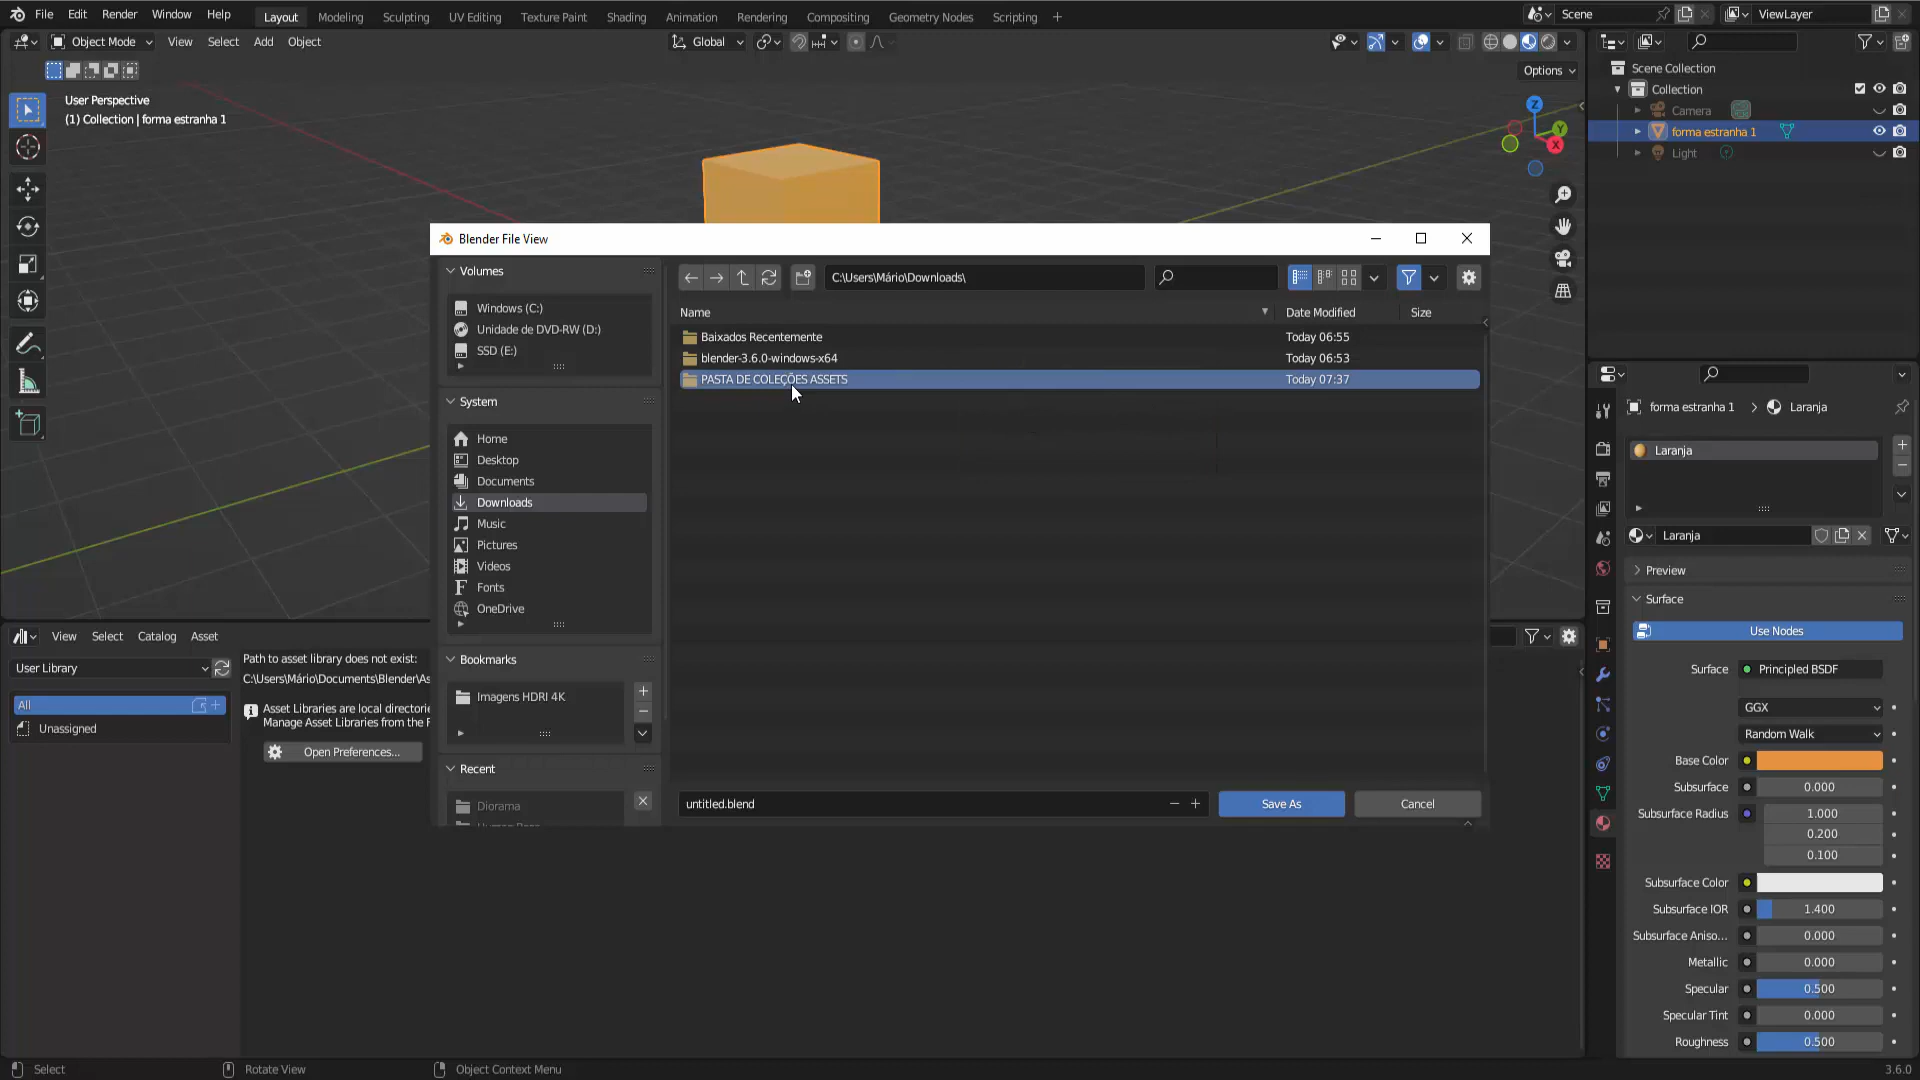 File Edit Render Window Help Layout Modeling Sculpting UV Editing Texture Paint Shading Animation Rendering Compositing Geometry Nodes Scripting + Scene ViewLayer
Object Mode View Select Add Object Global
Options
User Perspective
(1) Collection | forma estranha 1
Z
Y
X
Scene Collection
Collection
Camera
forma estranha 1
Light
Blender File View
Volumes
Windows (C:)
Unidade de DVD-RW (D:)
SSD (E:)
System
Home
Desktop
Documents
Downloads
Music
Pictures
Videos
Fonts
OneDrive
Bookmarks
Imagens HDRI 4K
Recent
Diorama
C:\Users\Mário\Downloads\
Name Date Modified Size
Baixados Recentemente Today 06:55
blender-3.6.0-windows-x64 Today 06:53
PASTA DE COLEÇÕES ASSETS Today 07:37
untitled.blend
Save As Cancel
View Select Catalog Asset
User Library
All
Unassigned
Path to asset library does not exist:
C:\Users\Mário\Documents\Blender\As
Asset Libraries are local directorie
Manage Asset Libraries from the
Open Preferences...
forma estranha 1 > Laranja
Laranja
Laranja
Preview
Surface
Use Nodes
Surface Principled BSDF
GGX
Random Walk
Base Color
Subsurface 0.000
Subsurface Radius 1.000
0.200
0.100
Subsurface Color
Subsurface IOR 1.400
Subsurface Aniso... 0.000
Metallic 0.000
Specular 0.500
Specular Tint 0.000
Roughness 0.500
Select Rotate View Object Context Menu 3.6.0